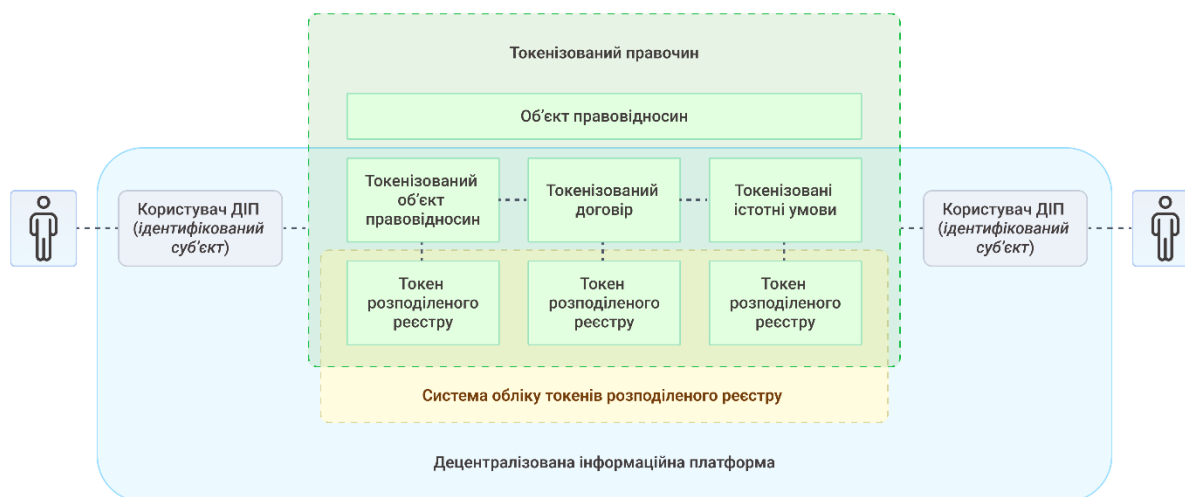 Токенізований правочин
Об'єкт правовідносин
Токенізований
об'єкт
правовідносин
Токенізований
договір
Токенізовані
істотні умови
Користувач ДІП
(ідентифікований
суб'єкт)
Користувач ДІП
(ідентифікований
суб'єкт)
Токен
розподіленого
реєстру
Токен
розподіленого
реєстру
Токен
розподіленого
реєстру
Система обліку токенів розподіленого реєстру
Децентралізована інформаційна платформа